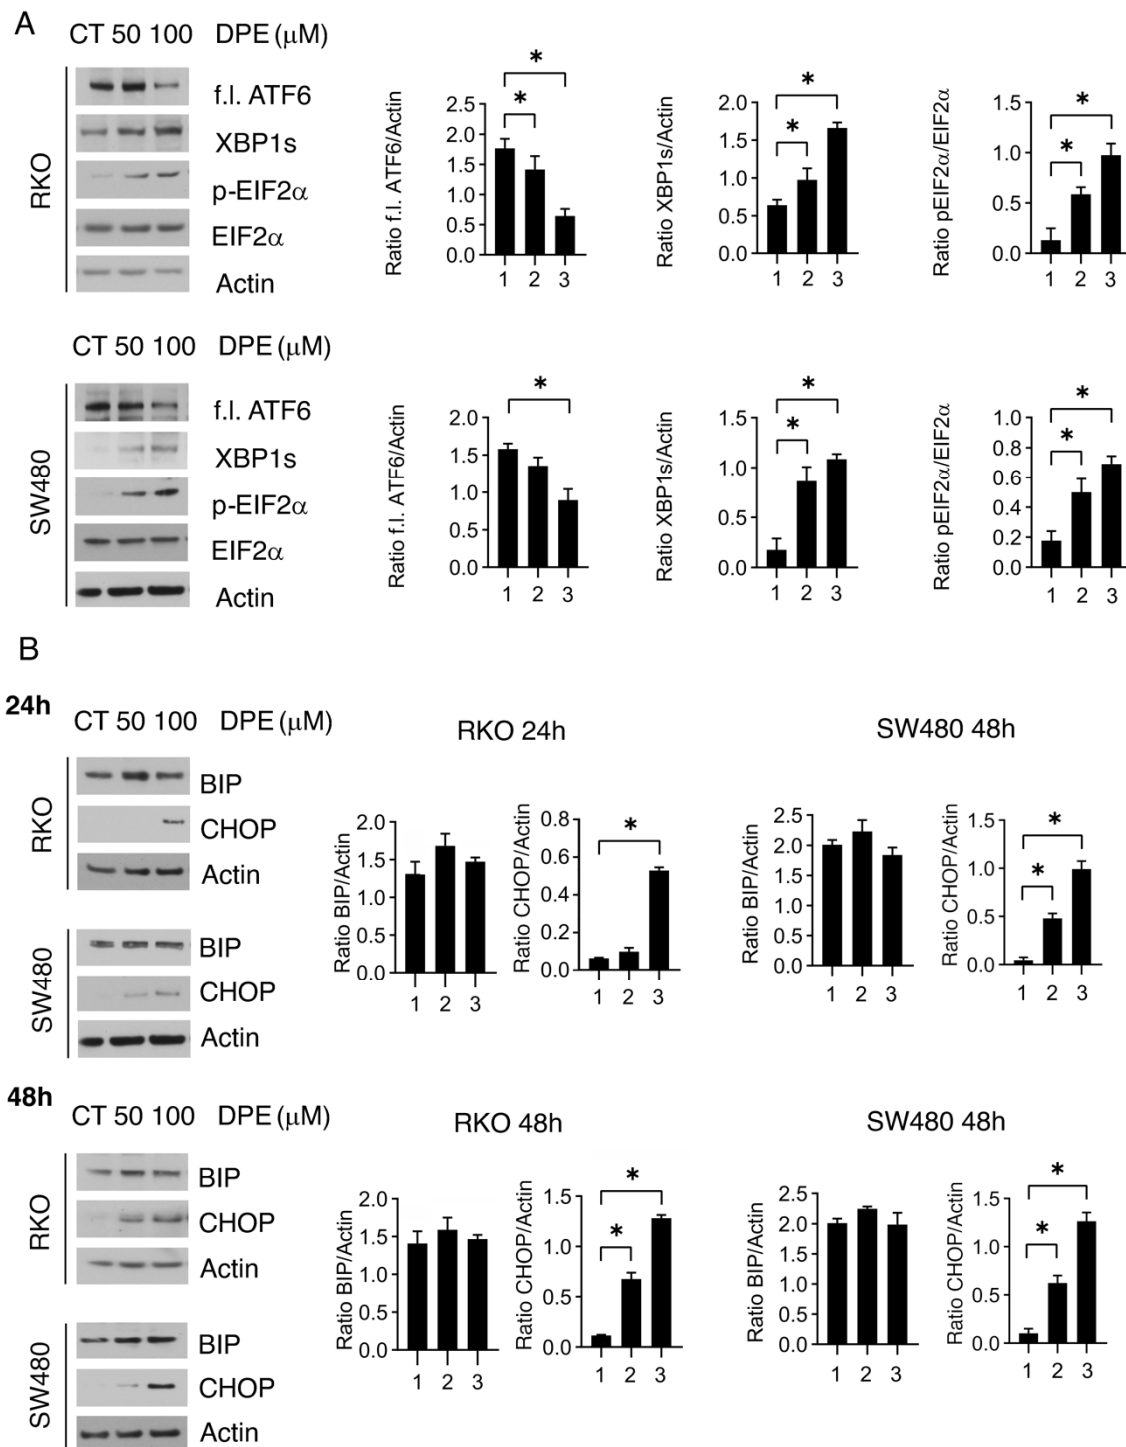 A
CT 50 100 DPE (μM)
RKO
f.l. ATF6
XBP1s
p-EIF2α
EIF2α
Actin
Ratio f.l. ATF6/Actin
2.5
2.0
1.5
1.0
0.5
0.0
* *
1 2 3
Ratio XBP1s/Actin
2.0
1.5
1.0
0.5
0.0
* *
1 2 3
Ratio pEIF2α/EIF2α
1.5
1.0
0.5
0.0
* *
1 2 3
CT 50 100 DPE (μM)
SW480
f.l. ATF6
XBP1s
p-EIF2α
EIF2α
Actin
Ratio f.l. ATF6/Actin
2.0
1.5
1.0
0.5
0.0
*
1 2 3
Ratio XBP1s/Actin
1.5
1.0
0.5
0.0
* *
1 2 3
Ratio pEIF2α/EIF2α
1.0
0.8
0.6
0.4
0.2
0.0
* *
1 2 3
B
24h
CT 50 100 DPE (μM)
RKO
BIP
CHOP
Actin
SW480
BIP
CHOP
Actin
RKO 24h
Ratio BIP/Actin
2.0
1.5
1.0
0.5
0.0
1 2 3
Ratio CHOP/Actin
0.8
0.6
0.4
0.2
0.0
*
1 2 3
SW480 48h
Ratio BIP/Actin
2.5
2.0
1.5
1.0
0.5
0.0
1 2 3
Ratio CHOP/Actin
1.5
1.0
0.5
0.0
* *
1 2 3
48h
CT 50 100 DPE (μM)
RKO
BIP
CHOP
Actin
SW480
BIP
CHOP
Actin
RKO 48h
Ratio BIP/Actin
2.0
1.5
1.0
0.5
0.0
1 2 3
Ratio CHOP/Actin
1.5
1.0
0.5
0.0
* *
1 2 3
SW480 48h
Ratio BIP/Actin
2.5
2.0
1.5
1.0
0.5
0.0
1 2 3
Ratio CHOP/Actin
1.5
1.0
0.5
0.0
* *
1 2 3